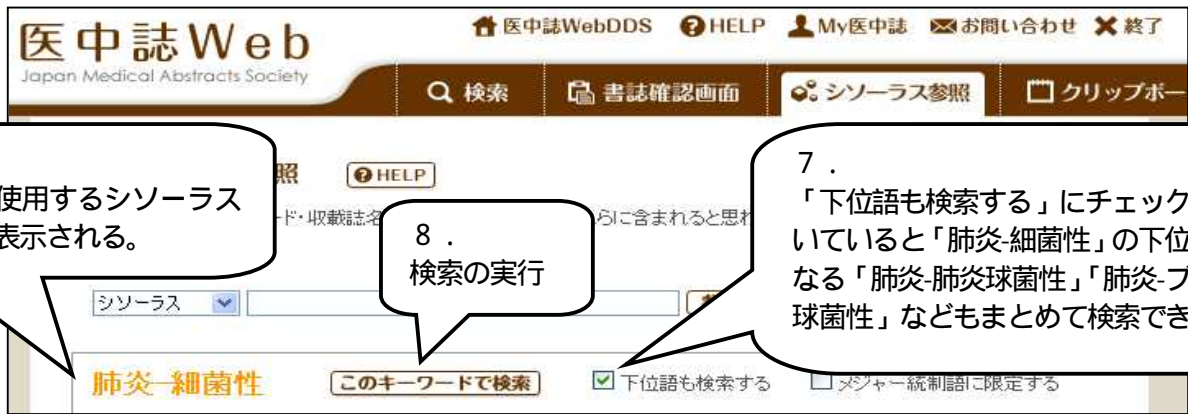 医中誌Web
Japan Medical Abstracts Society
医中誌WebDDS HELP My医中誌 お問い合わせ 終了
検索 書誌確認画面 シソーラス参照 クリップボー
照 HELP
使用するシソーラス
表示される。
ード・収載誌名
らに含まれると思わ
8.
検索の実行
7.
「下位語も検索する」にチェック
いていると「肺炎-細菌性」の下位
なる「肺炎-肺炎球菌性」「肺炎-ブ
球菌性」などもまとめて検索でき
シソーラス
肺炎-細菌性 このキーワードで検索 下位語も検索する メジャー統制語に限定する